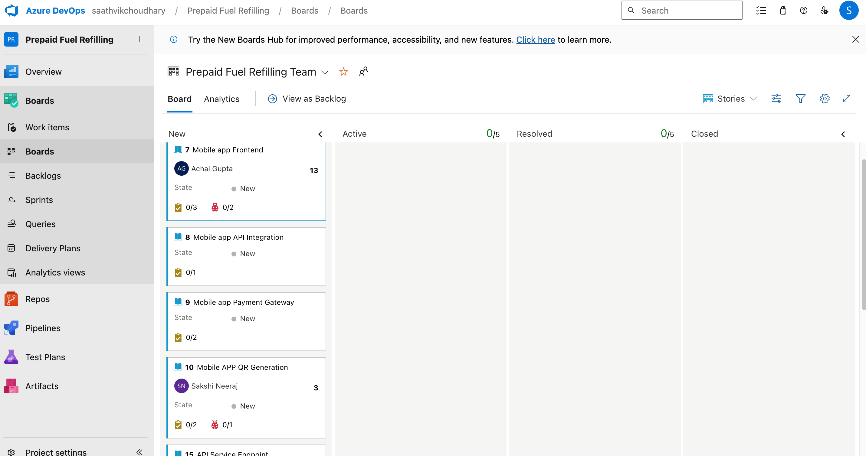 Azure DevOps saathvikchoudhary / Prepaid Fuel Refilling / Boards / Boards
Search
S
PR Prepaid Fuel Refilling
Try the New Boards Hub for improved performance, accessibility, and new features. Click here to learn more.
Overview
Boards
Work items
Boards
Backlogs
Sprints
Queries
Delivery Plans
Analytics views
Repos
Pipelines
Test Plans
Artifacts
Project settings
Prepaid Fuel Refilling Team
Board Analytics View as Backlog
Stories
New
Active 0/5
Resolved 0/5
Closed
7 Mobile app Frontend
AG Achal Gupta 13
State New
0/3 0/2
8 Mobile app API Integration
State New
0/1
9 Mobile app Payment Gateway
State New
0/2
10 Mobile APP QR Generation
SN Sakshi Neeraj 3
State New
0/2 0/1
15 API Service Endpoint